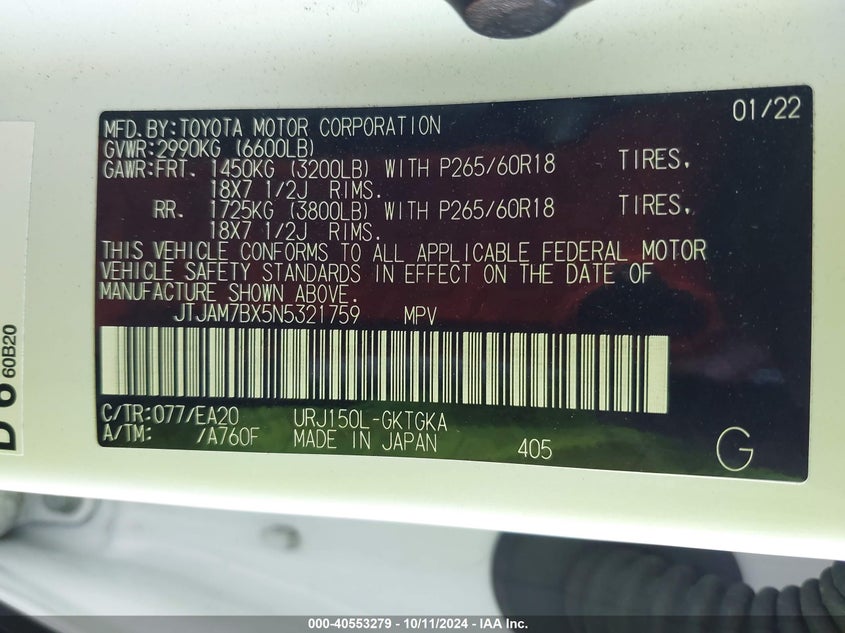 01/22
MFD. BY:TOYOTA MOTOR CORPORATION
GVWR:2990KG (6600LB)
GAWR:FRT. 1450KG (3200LB) WITH P265/60R18 TIRES,
18X7 1/2J RIMS.
RR. 1725KG (3800LB) WITH P265/60R18 TIRES,
18X7 1/2J RIMS.
THIS VEHICLE CONFORMS TO ALL APPLICABLE FEDERAL MOTOR
VEHICLE SAFETY STANDARDS IN EFFECT ON THE DATE OF
MANUFACTURE SHOWN ABOVE.
JTJAM7BX5N5321759 MPV
C/TR:077/EA20 URJ150L-GKTGKA
A/TM: /A760F MADE IN JAPAN 405
G
60B20
000-40553279 - 10/11/2024 - IAA Inc.